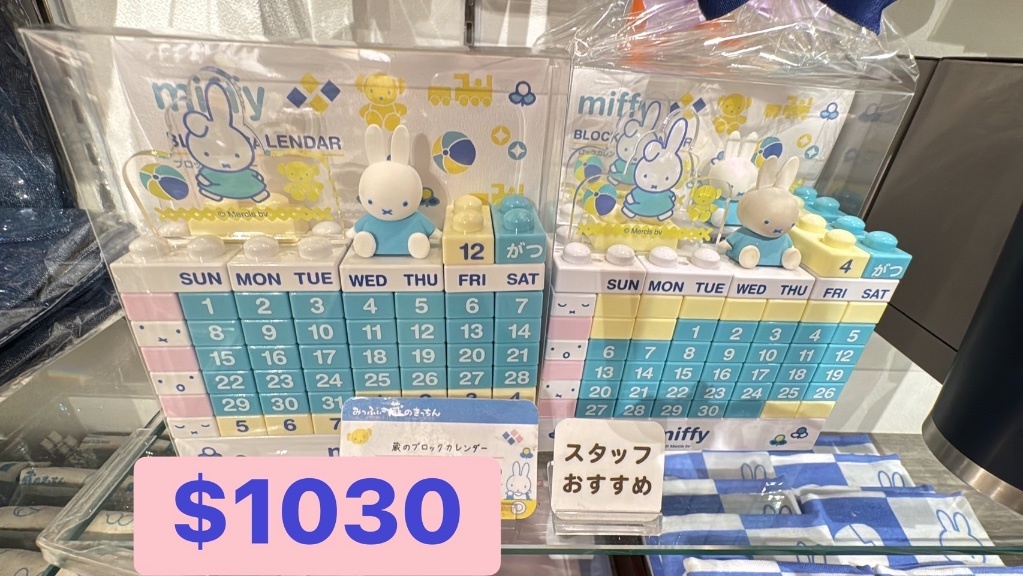 miffy
BLOCK CALENDAR
© Mercis bv
12 がつ
SUN MON TUE WED THU FRI SAT
1 2 3 4 5 6 7
8 9 10 11 12 13 14
15 16 17 18 19 20 21
22 23 24 25 26 27 28
29 30 31
5 6 7
miffy
BLOCK
© Mercis bv
4 がつ
SUN MON TUE WED THU FRI SAT
1 2 3 4 5
6 7 8 9 10 11 12
13 14 15 16 17 18 19
20 21 22 23 24 25 26
27 28 29 30
miffy
蔵のブロックカレンダー
スタッフ
おすすめ
$1030